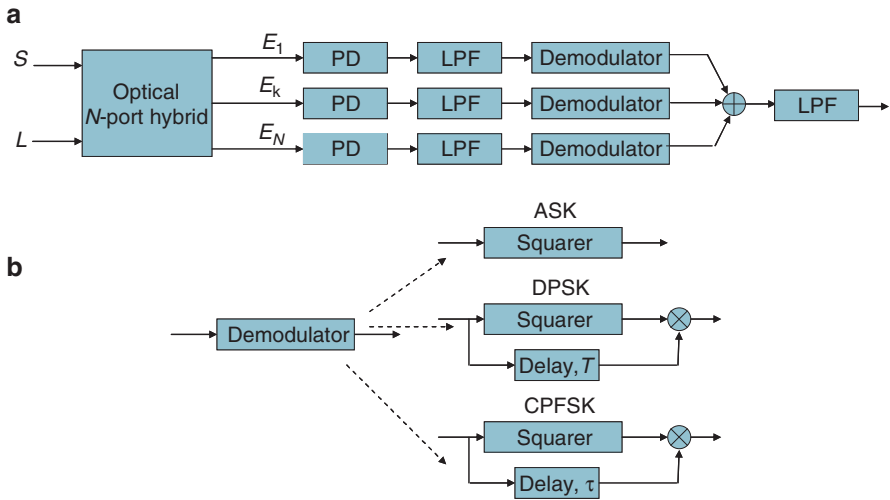 a
S
L
Optical
N-port hybrid
E1
PD
LPF
Demodulator
Ek
PD
LPF
Demodulator
EN
PD
LPF
Demodulator
LPF
b
Demodulator
ASK
Squarer
DPSK
Squarer
Delay, T
CPFSK
Squarer
Delay, τ